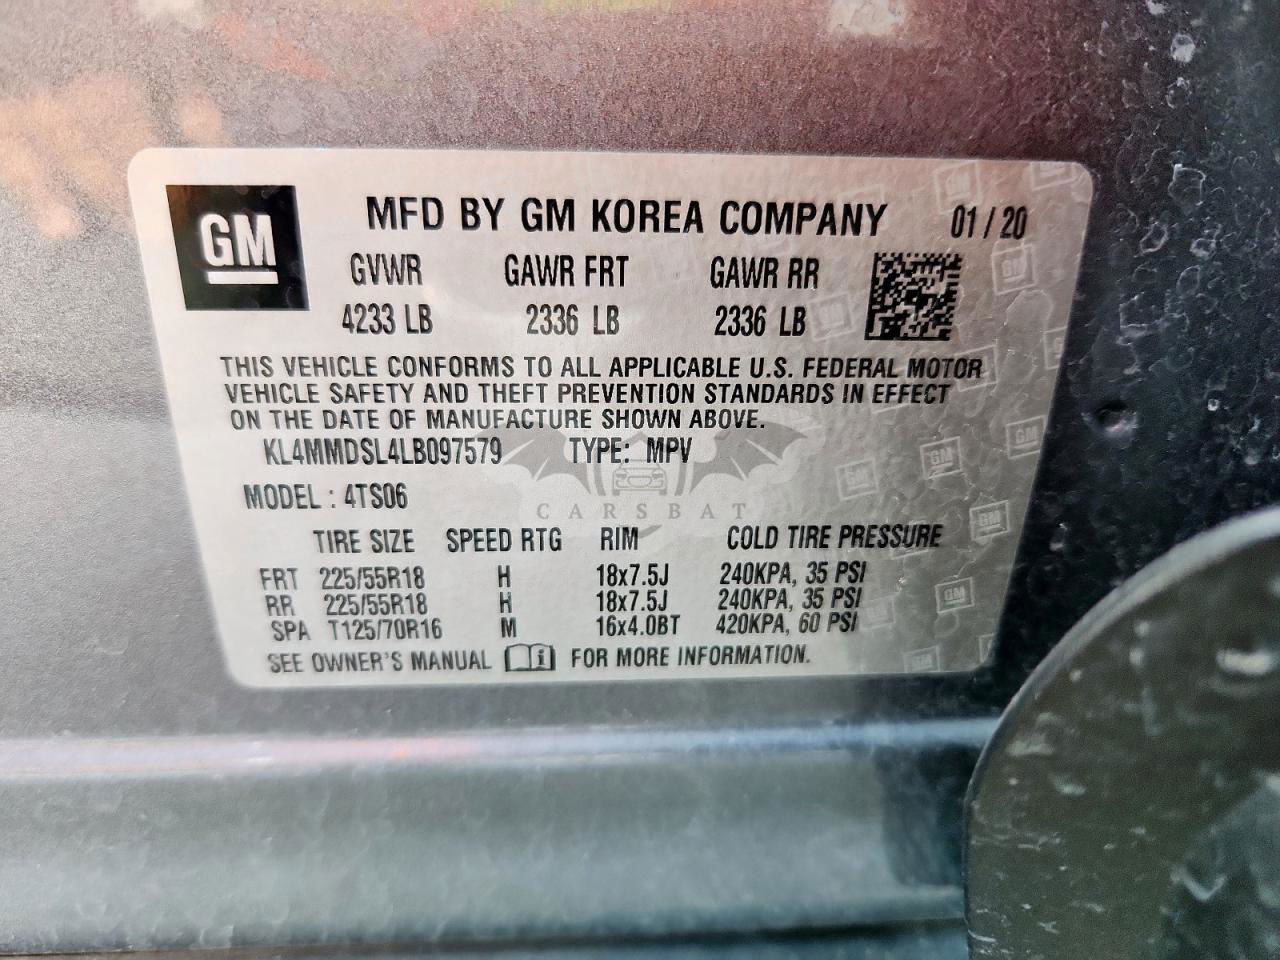 GM
MFD BY GM KOREA COMPANY 01/20
GVWR GAWR FRT GAWR RR
4233 LB 2336 LB 2336 LB
THIS VEHICLE CONFORMS TO ALL APPLICABLE U.S. FEDERAL MOTOR
VEHICLE SAFETY AND THEFT PREVENTION STANDARDS IN EFFECT
ON THE DATE OF MANUFACTURE SHOWN ABOVE.
KL4MMDSL4LB097579 TYPE: MPV
MODEL : 4TS06
CARSBAT
TIRE SIZE SPEED RTG RIM COLD TIRE PRESSURE
FRT 225/55R18 H 18x7.5J 240KPA, 35 PSI
RR 225/55R18 H 18x7.5J 240KPA, 35 PSI
SPA T125/70R16 M 16x4.0BT 420KPA, 60 PSI
SEE OWNER'S MANUAL i FOR MORE INFORMATION.